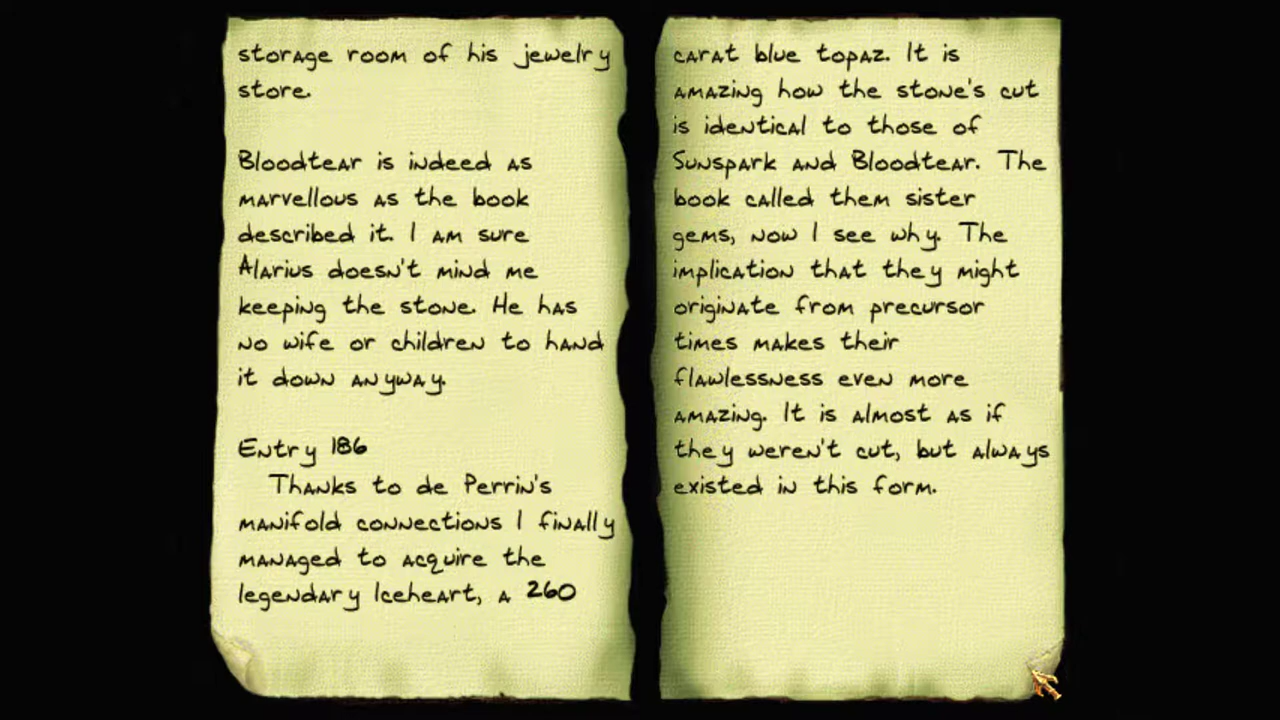 storage room of his jewelry
store.
Bloodtear is indeed as
marvellous as the book
described it. I am sure
Alarius doesn't mind me
keeping the stone. He has
no wife or children to hand
it down anyway.
Entry 186
Thanks to de Perrin's
manifold connections I finally
managed to acquire the
legendary Iceheart, a 260
carat blue topaz. It is
amazing how the stone's cut
is identical to those of
Sunspark and Bloodtear. The
book called them sister
gems, now I see why. The
implication that they might
originate from precursor
times makes their
flawlessness even more
amazing. It is almost as if
they weren't cut, but always
existed in this form.